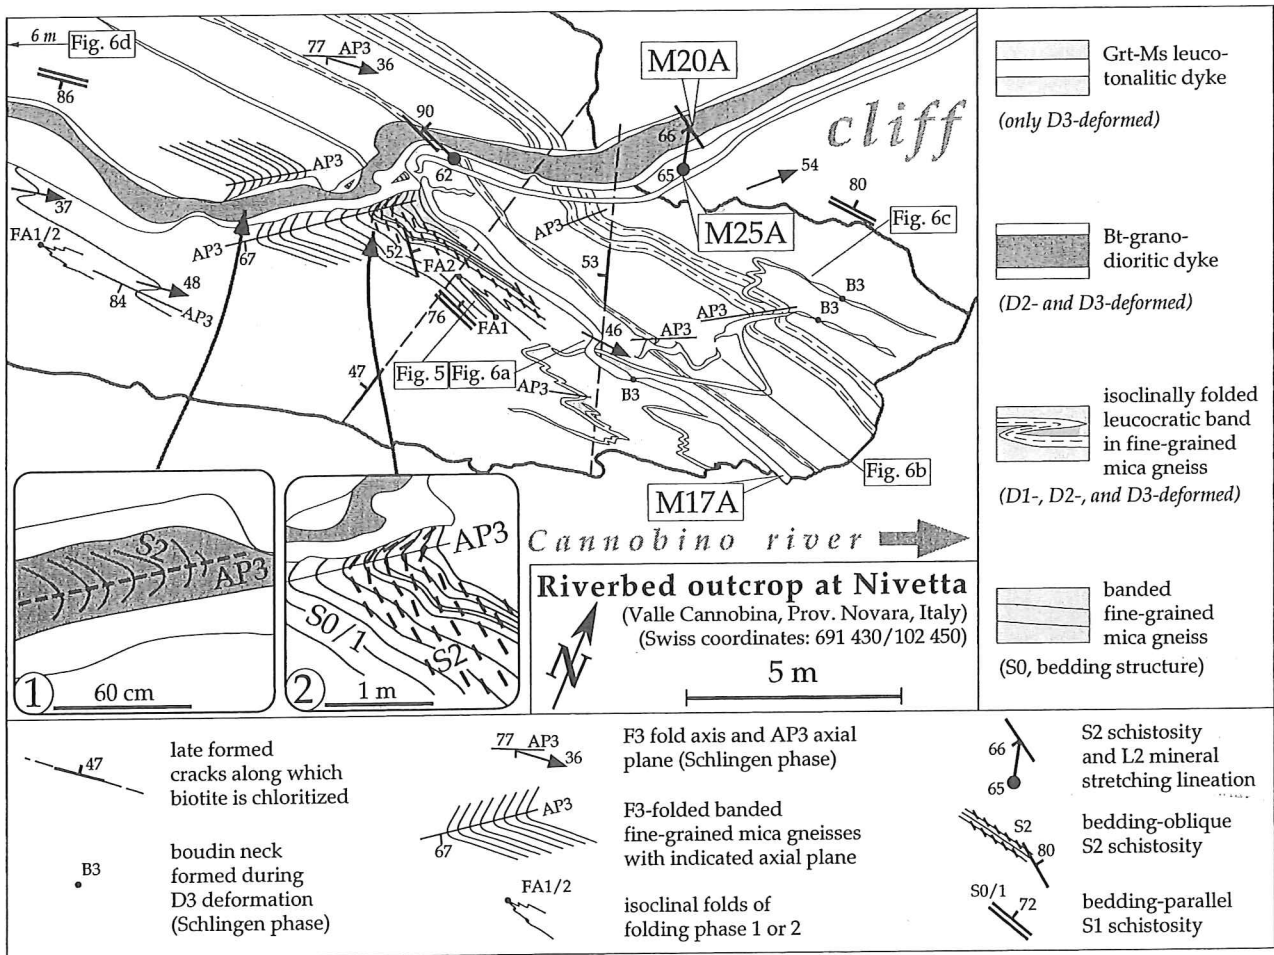 6 m
Fig. 6d
86
77 AP3
36
90
M20A
66
cliff
AP3
62
65
54
80
Fig. 6c
37
FA1/2
AP3
67
52
FA2
M25A
AP3
53
B3
B3
48
84
AP3
76
FA1
46
AP3
AP3
Fig. 5
Fig. 6a
47
AP3
B3
Fig. 6b
M17A
Cannobino river
S2
AP3
1
60 cm
AP3
S0/1
S2
2
1 m
Riverbed outcrop at Nivetta
(Valle Cannobina, Prov. Novara, Italy)
(Swiss coordinates: 691 430/102 450)
N
5 m
Grt-Ms leuco-
tonalitic dyke
(only D3-deformed)
Bt-grano-
dioritic dyke
(D2- and D3-deformed)
isoclinally folded
leucocratic band
in fine-grained
mica gneiss
(D1-, D2-, and D3-deformed)
banded
fine-grained
mica gneiss
(S0, bedding structure)
47
late formed
cracks along which
biotite is chloritized
B3
boudin neck
formed during
D3 deformation
(Schlingen phase)
77 AP3
36
F3 fold axis and AP3 axial
plane (Schlingen phase)
AP3
67
F3-folded banded
fine-grained mica gneisses
with indicated axial plane
FA1/2
isoclinal folds of
folding phase 1 or 2
66
65
S2 schistosity
and L2 mineral
stretching lineation
S2
80
bedding-oblique
S2 schistosity
S0/1
72
bedding-parallel
S1 schistosity